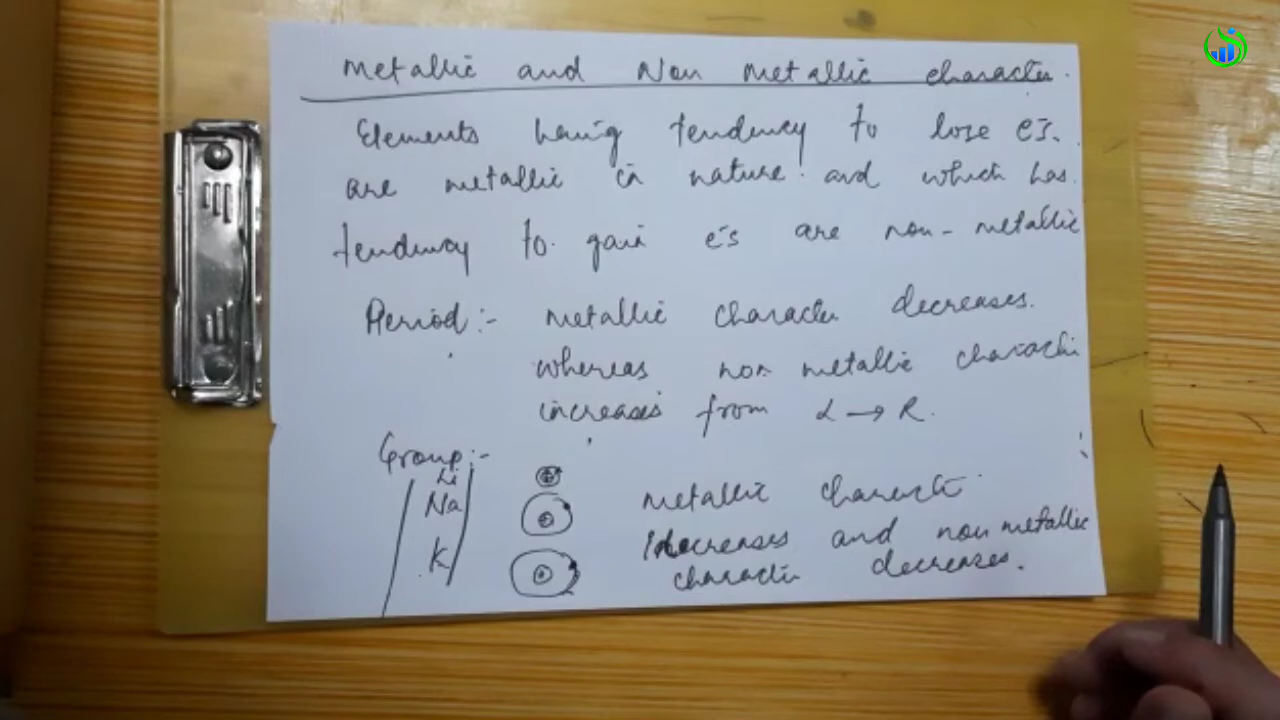 Metallic and Non metallic character.
Elements having tendency to lose e's.
are metallic in nature. and which has
tendency to gain e's are non-metallic
Period:- metallic character decreases.
whereas non metallic character
increases from L → R.
Group:-
Li
Na
K
metallic character
increases and non metallic
character decreases.